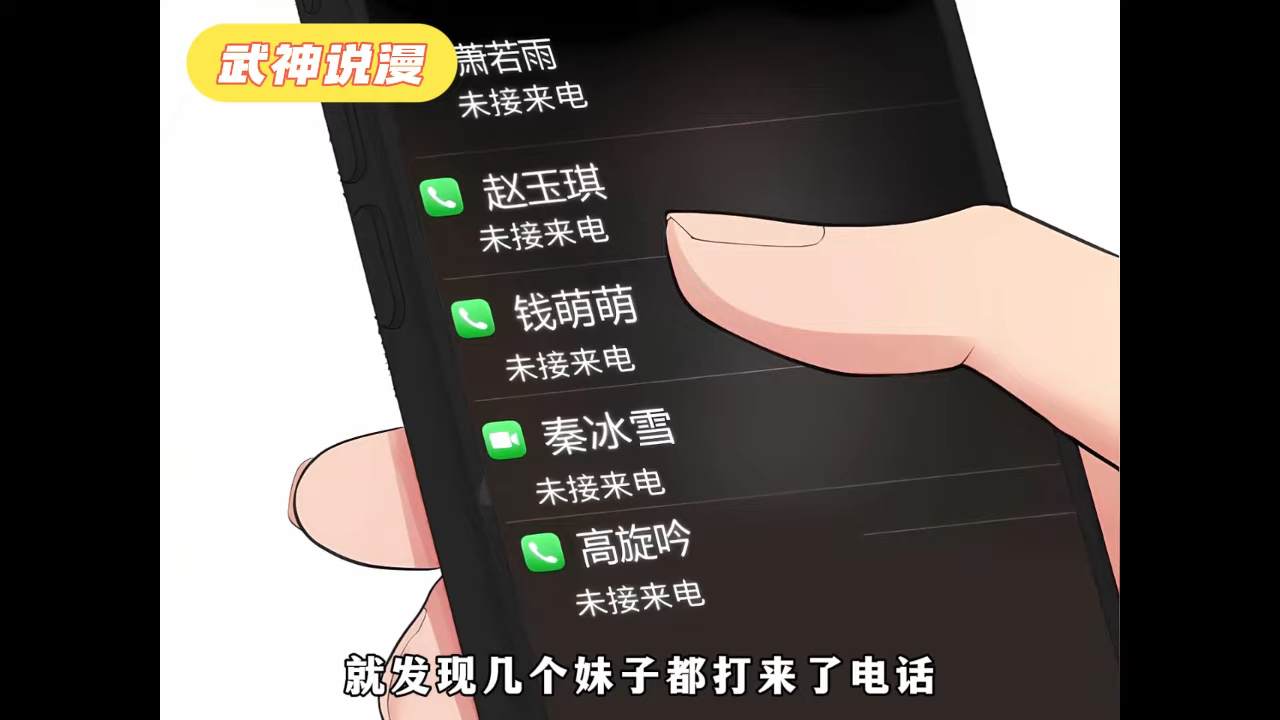 武神说漫
萧若雨
未接来电
赵玉琪
未接来电
钱萌萌
未接来电
秦冰雪
未接来电
高旋吟
未接来电
就发现几个妹子都打来了电话